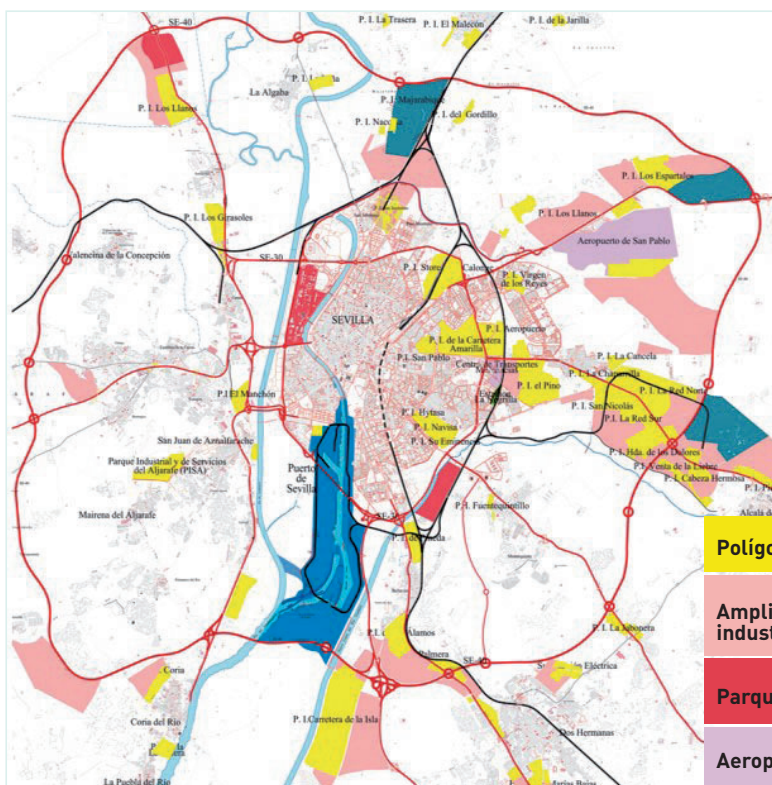 SE-40
P. I. La Trasera
P. I. El Malecón
P. I. de la Jarilla
La Algaba
P. I. Los Llanos
P. I. Majarabique
P. I. del Gordillo
P. I. Los Espartales
P. I. Los Girasoles
P. I. Los Llanos
Aeropuerto de San Pablo
Valencina de la Concepción
SE-30
P. I. Store
Calonge
P. I. Virgen
de los Reyes
SEVILLA
P. I. Aeropuerto
P. I. de la Carretera
Amarilla
P. I. San Pablo
Centro de Transportes
P. I. La Cancela
P. I. La Chaparrilla
P. I. el Pino
P. I. La Red Norte
P.I. El Manchón
P. I. Hytasa
P. I. San Nicolás
P.I. La Red Sur
P. I. Navisa
San Juan de Aznalfarache
P. I. Su Eminencia
P. I. Hda. de los Dolores
Parque Industrial y de Servicios
del Aljarafe (PISA)
Puerto
de
Sevilla
P.I. Venta de la Liebre
P. I. Cabeza Hermosa
Mairena del Aljarafe
P. I. Fuentequintillo
P. I. La Jaboneta
Palmera
SE-40
Coria
Coria del Río
P. I. Carretera de la Isla
Dos Hermanas
La Puebla del Río
Parqu
Aerop